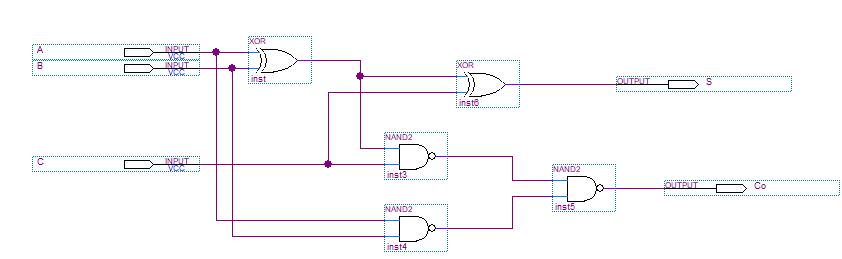 XOR
A INPUT
VCC
B INPUT
VCC
inst
XOR
inst6
OUTPUT S
NAND2
inst3
C INPUT
VCC
NAND2
inst5
OUTPUT Co
NAND2
inst4